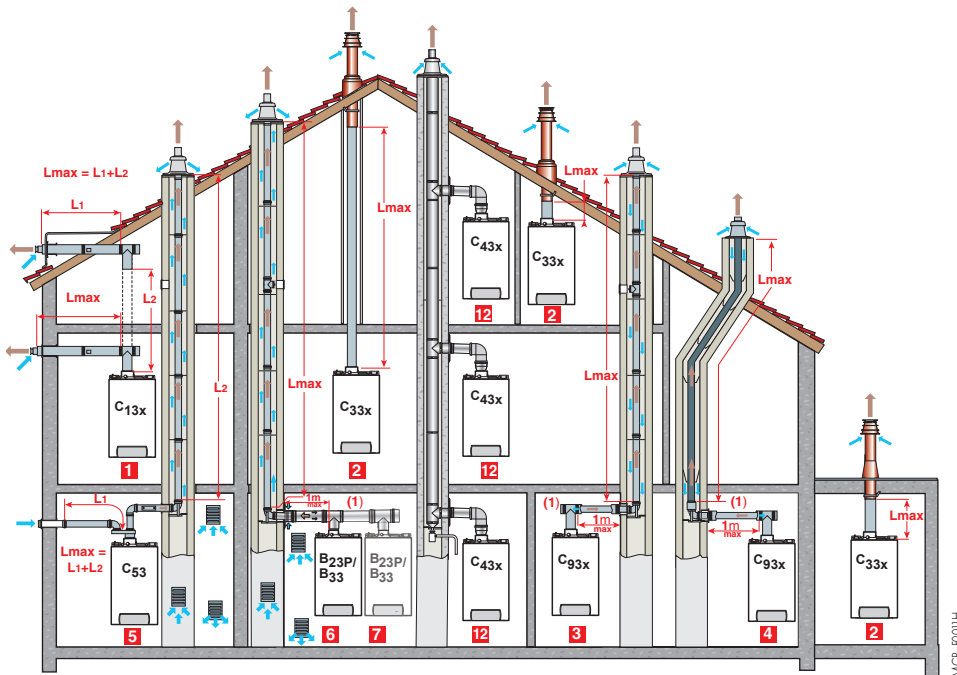 Lmax = L1+L2
L1
Lmax
L2
C13x
1
L2
Lmax
Lmax
C33x
2
C43x
12
Lmax
C33x
2
C43x
12
Lmax
Lmax
L1
Lmax =
L1+L2
C53
5
1m
max
(1)
B23P/
B33
6
B23P/
B33
7
C43x
12
(1)
1m
max
C93x
3
(1)
1m
max
C93x
4
Lmax
C33x
2